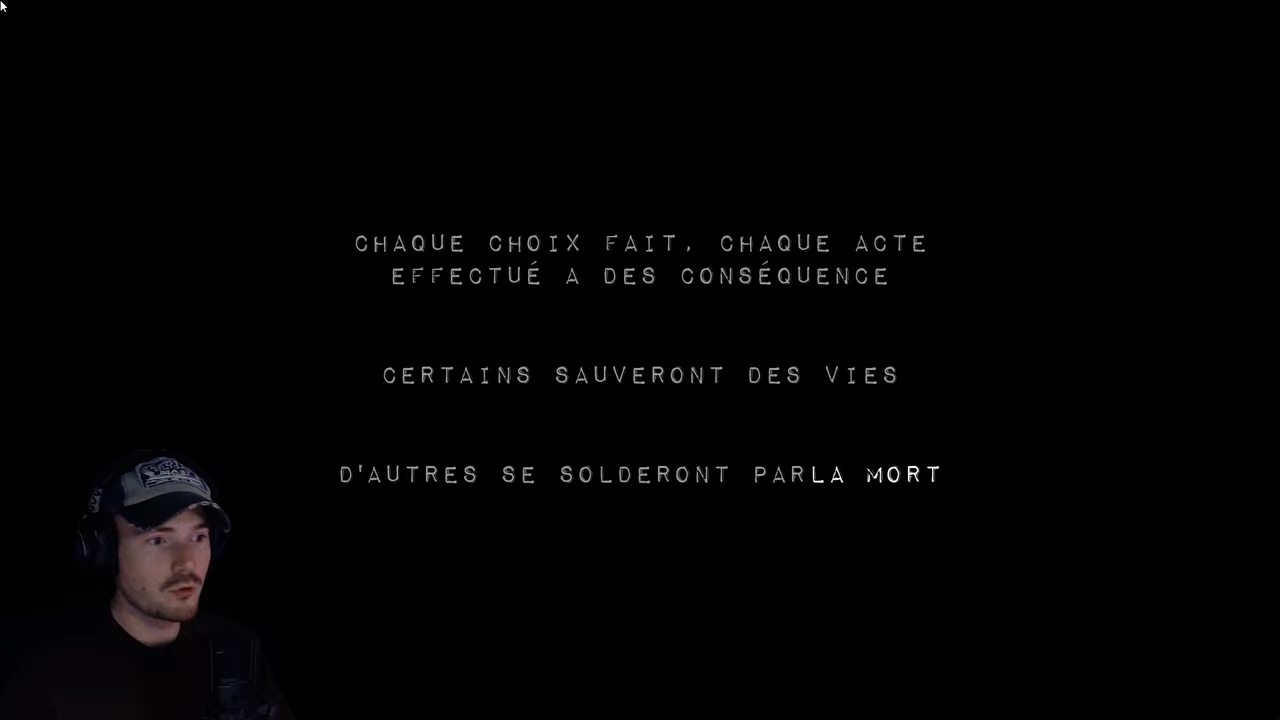 CHAQUE CHOIX FAIT, CHAQUE ACTE
EFFECTUÉ A DES CONSÉQUENCE
CERTAINS SAUVERONT DES VIES
D'AUTRES SE SOLDERONT PARLA MORT